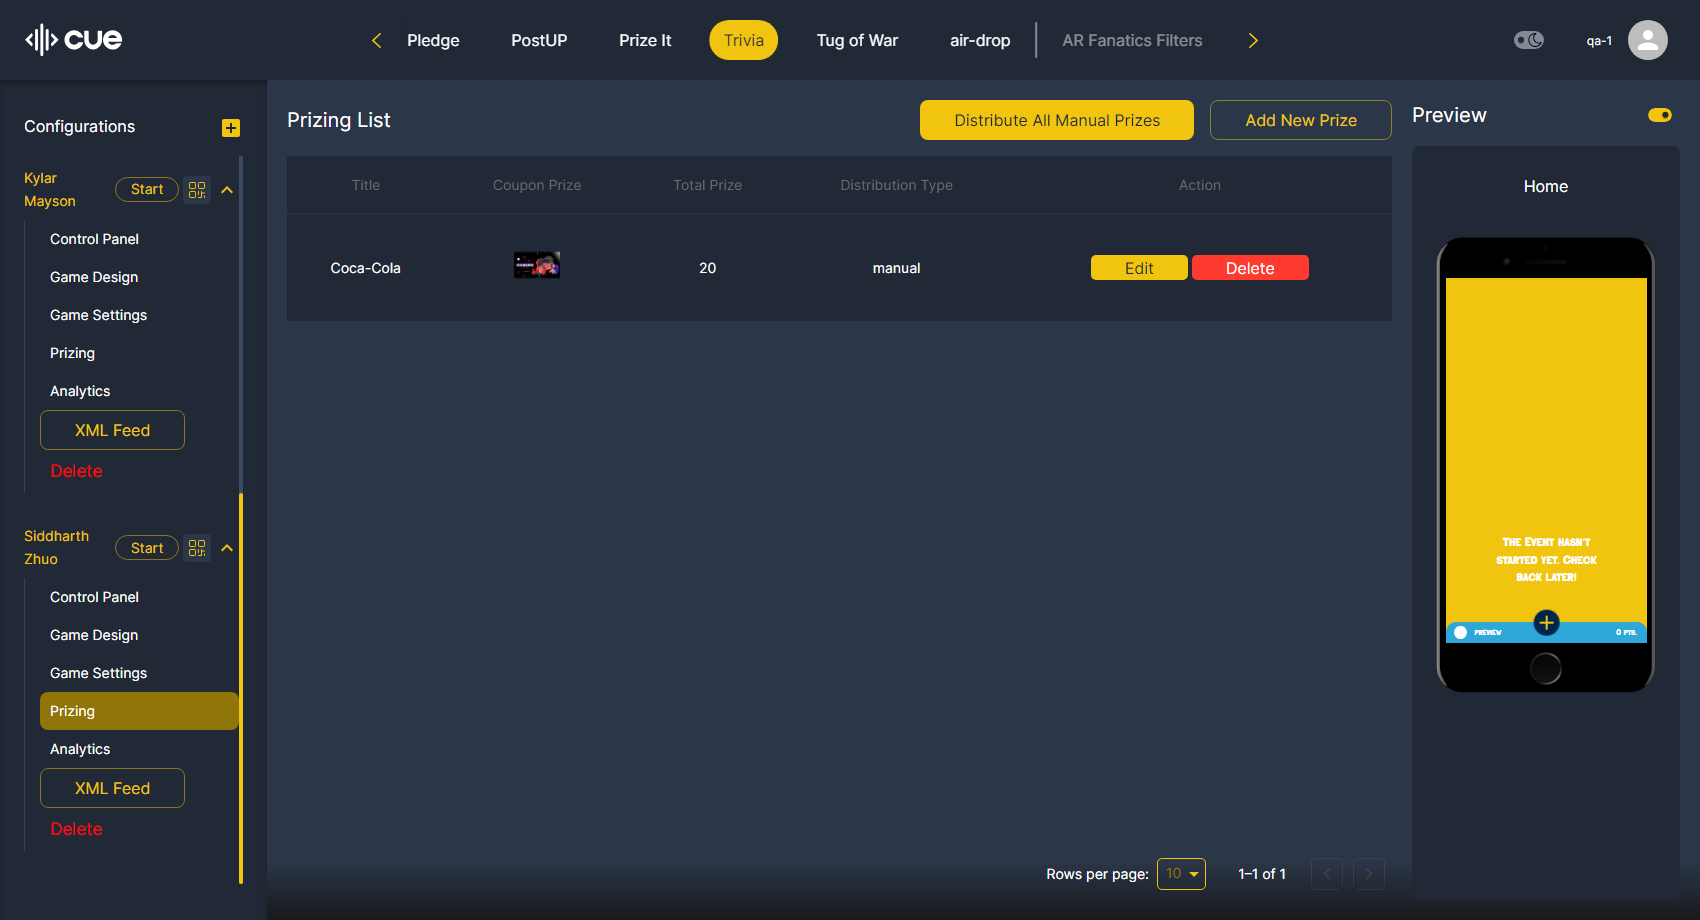 cue
Pledge
PostUP
Prize It
Trivia
Tug of War
air-drop
AR Fanatics Filters
qa-1
Configurations
Kylar
Mayson
Start
Control Panel
Game Design
Game Settings
Prizing
Analytics
XML Feed
Delete
Siddharth
Zhuo
Start
Control Panel
Game Design
Game Settings
Prizing
Analytics
XML Feed
Delete
Prizing List
Distribute All Manual Prizes
Add New Prize
Title
Coupon Prize
Total Prize
Distribution Type
Action
Coca-Cola
20
manual
Edit
Delete
Rows per page:
10
1–1 of 1
Preview
Home
The Event hasn't
started yet. Check
back later!
PREVIEW
0 PTS.